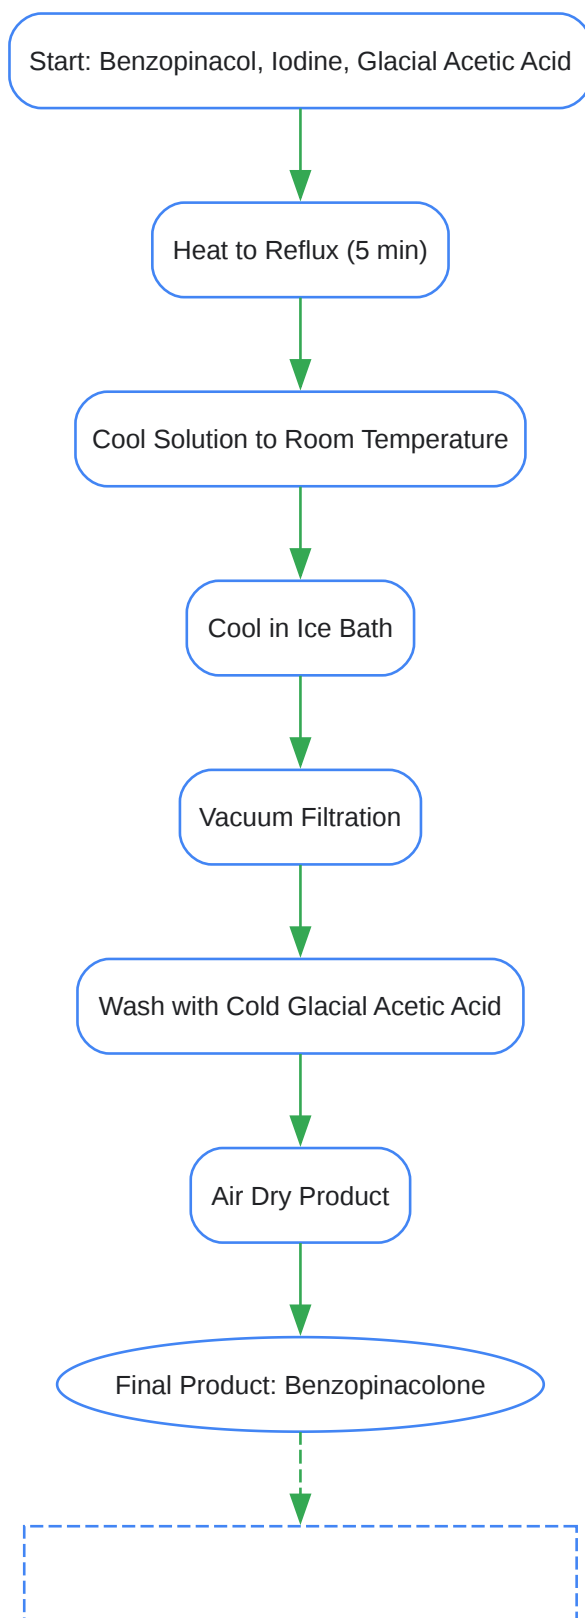 Start: Benzopinacol, Iodine, Glacial Acetic Acid
Heat to Reflux (5 min)
Cool Solution to Room Temperature
Cool in Ice Bath
Vacuum Filtration
Wash with Cold Glacial Acetic Acid
Air Dry Product
Final Product: Benzopinacolone